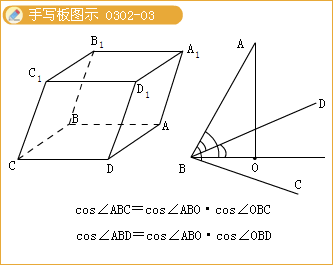 手写板图示 0302-03
B1
A1
C1
D1
B
A
C
D
A
D
B
O
C
cos∠ABC=cos∠ABO·cos∠OBC
cos∠ABD=cos∠ABO·cos∠OBD